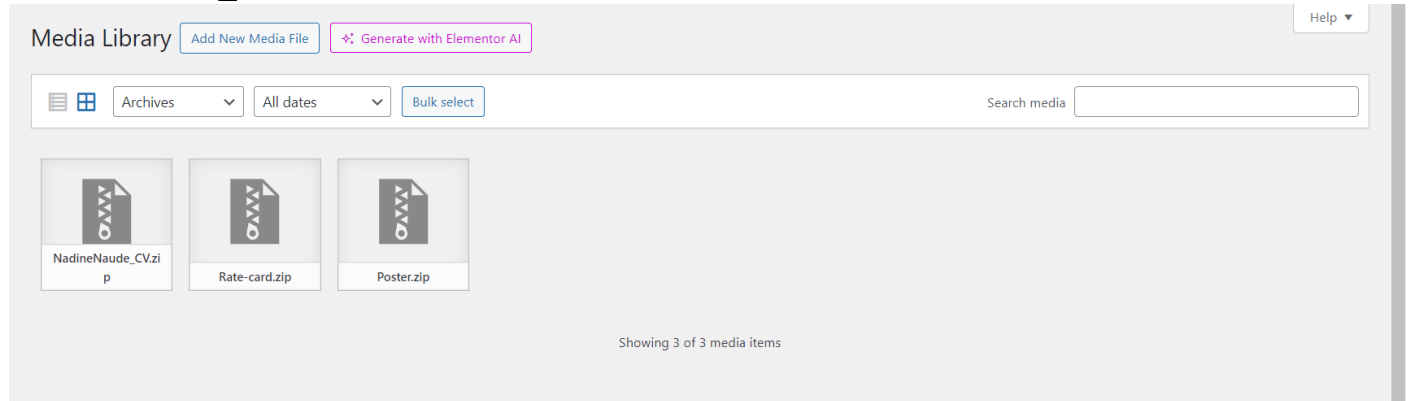 Help ▼
Media Library
Add New Media File
Generate with Elementor AI
Archives
All dates
Bulk select
Search media
NadineNaude_CV.zi
p
Rate-card.zip
Poster.zip
Showing 3 of 3 media items